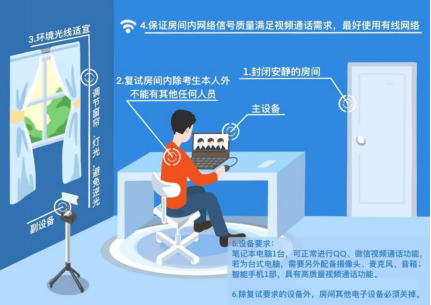 4.保证房间内网络信号质量满足视频通话需求，最好使用有线网络
3.环境光线适宜
调节窗帘、灯光，避免逆光
2.复试房间内除考生本人外
不能有其他任何人员
1.封闭安静的房间
主设备
副设备
6.设备要求：
笔记本电脑1台，可正常进行QQ、微信视频通话功能，
若为台式电脑，需要另外配备摄像头、麦克风、音箱；
智能手机1部，具有高质量视频通话功能。
6.除复试要求的设备外，房间其他电子设备必须关掉。